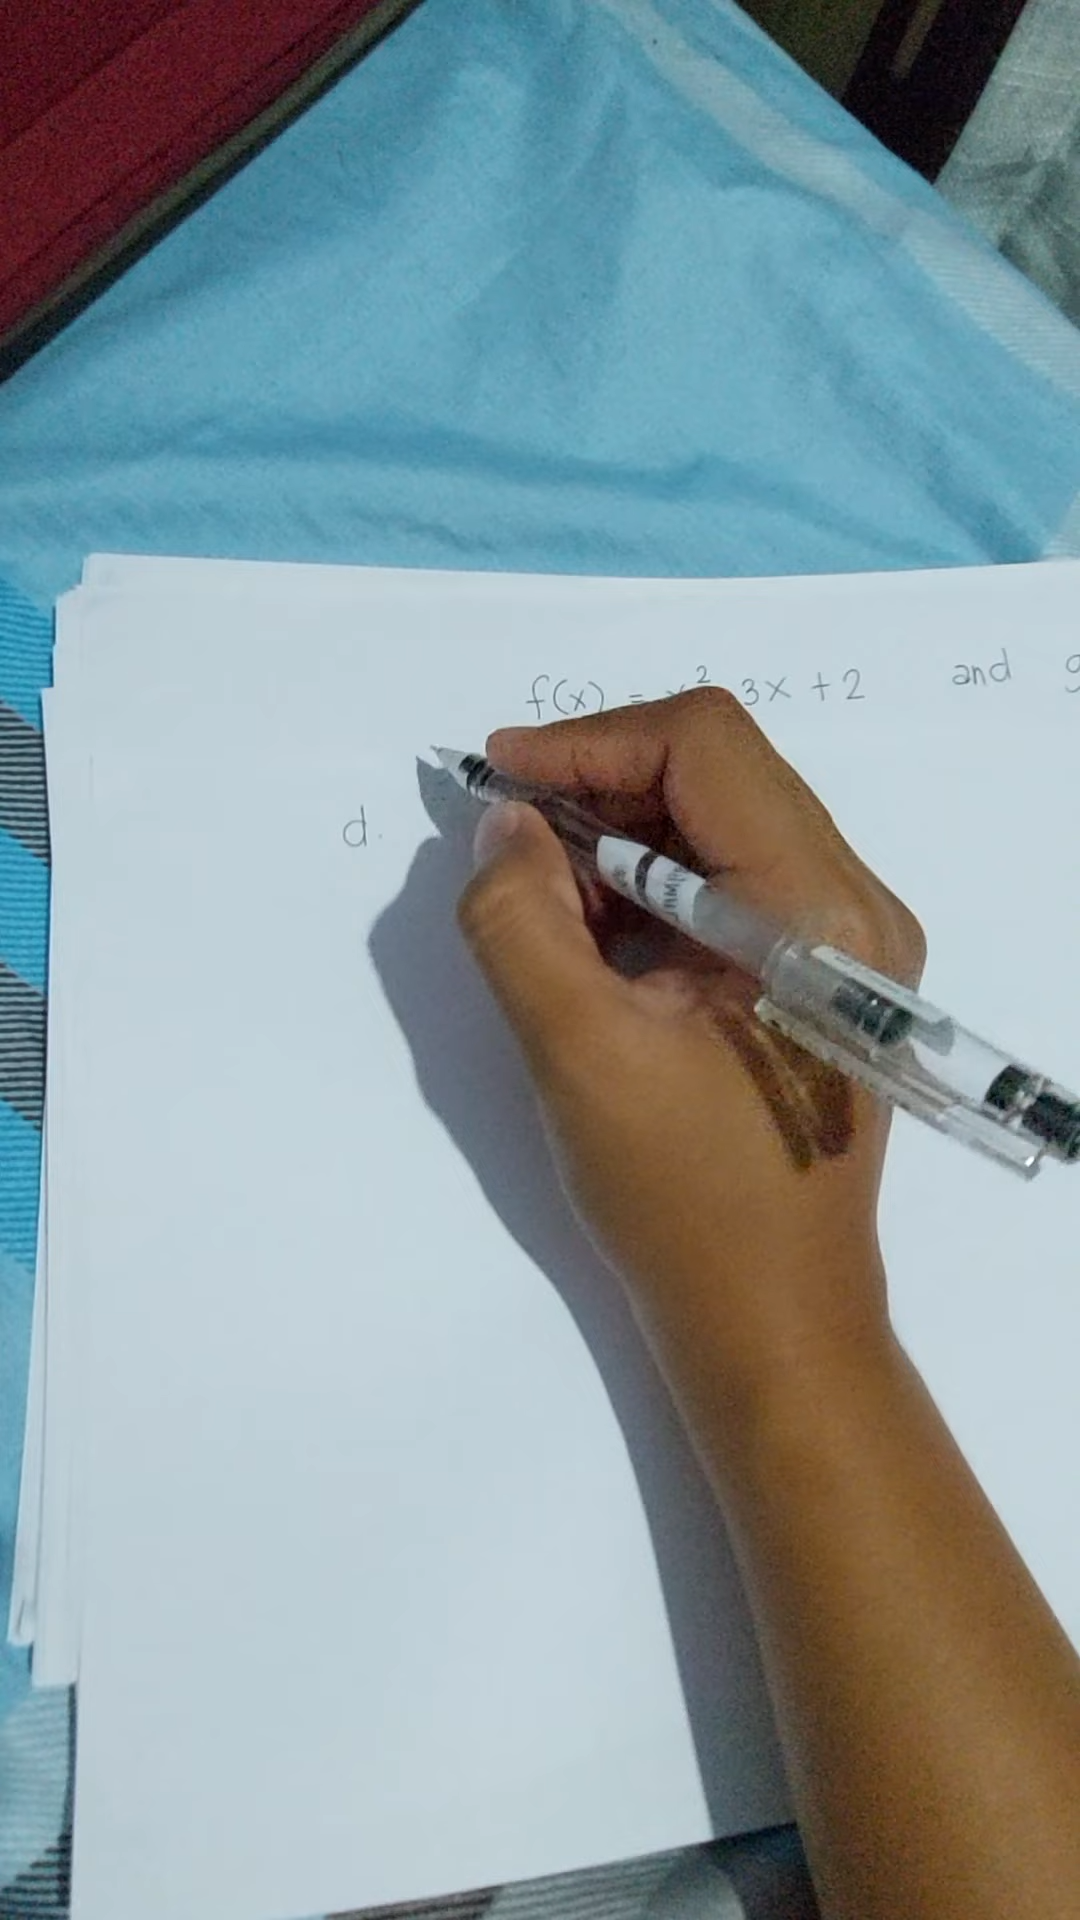 f(x) = x² 3x + 2 and g
d.